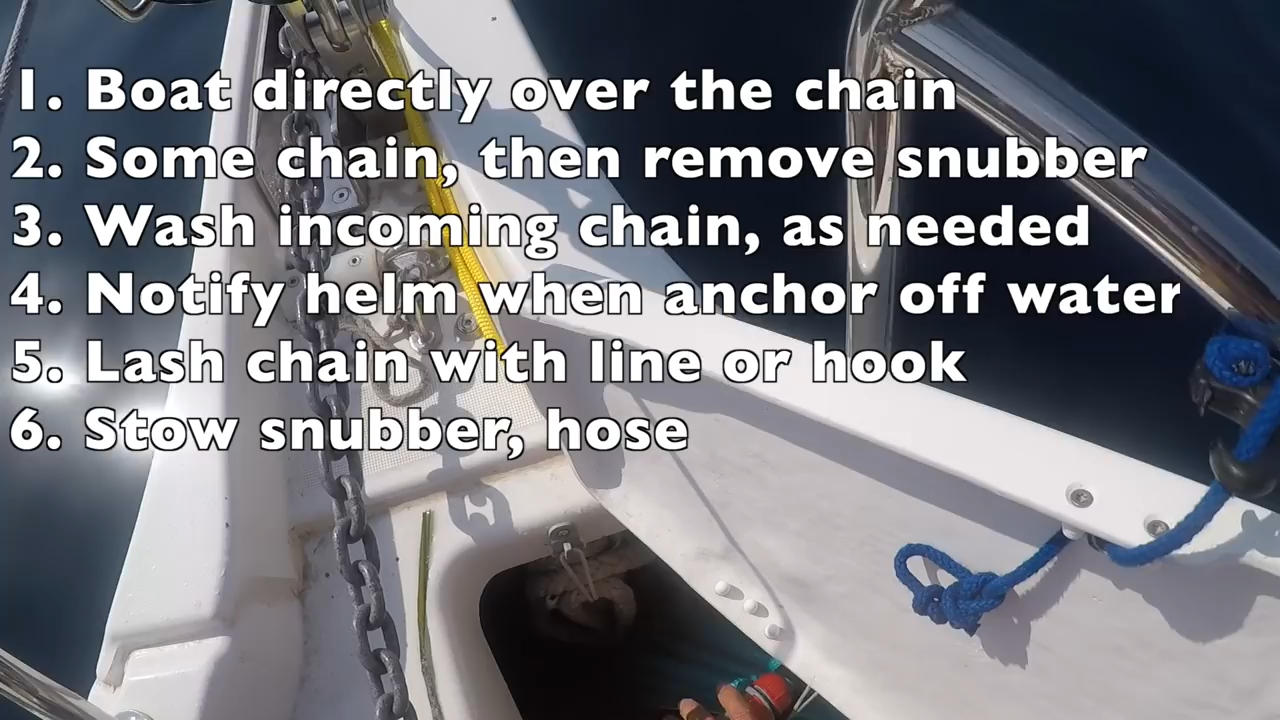 1. Boat directly over the chain
2. Some chain, then remove snubber
3. Wash incoming chain, as needed
4. Notify helm when anchor off water
5. Lash chain with line or hook
6. Stow snubber, hose